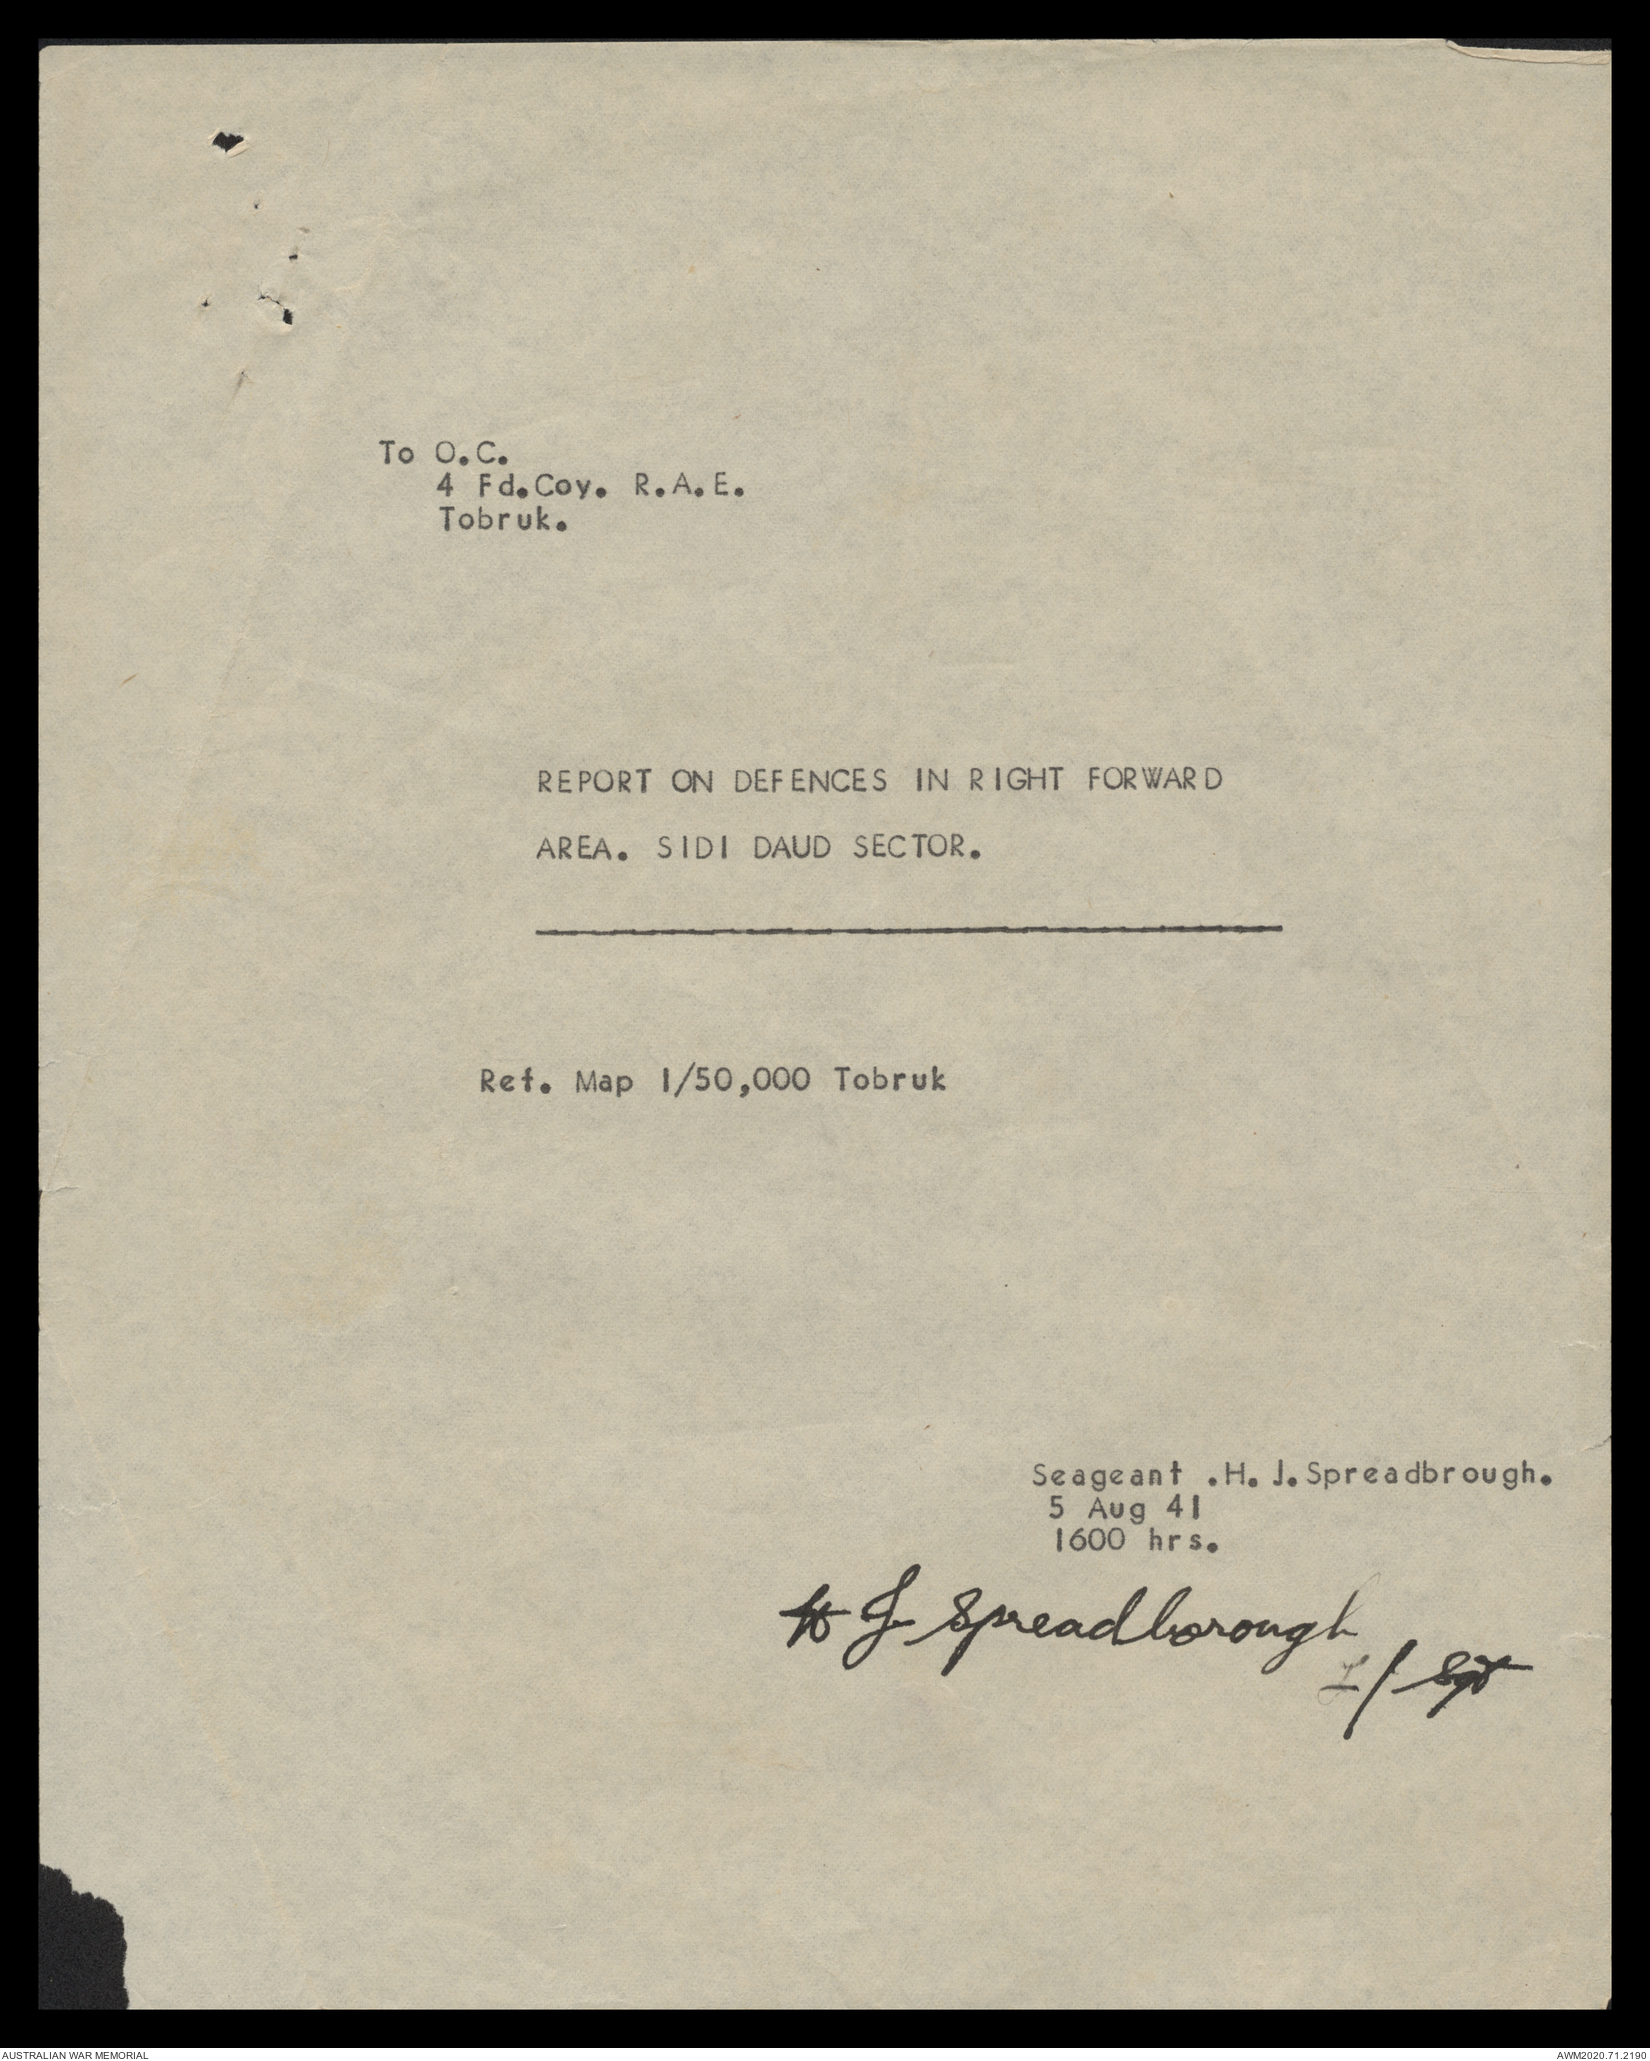 To O.C.
4 Fd.Coy. R.A.E.
Tobruk.
REPORT ON DEFENCES IN RIGHT FORWARD
AREA. SIDI DAUD SECTOR.
Ref. Map 1/50,000 Tobruk
Seageant .H.J.Spreadbrough.
5 Aug 41
1600 hrs.
H J Spreadborough
L/Sgt
AUSTRALIAN WAR MEMORIAL
AWM2020.71.2190